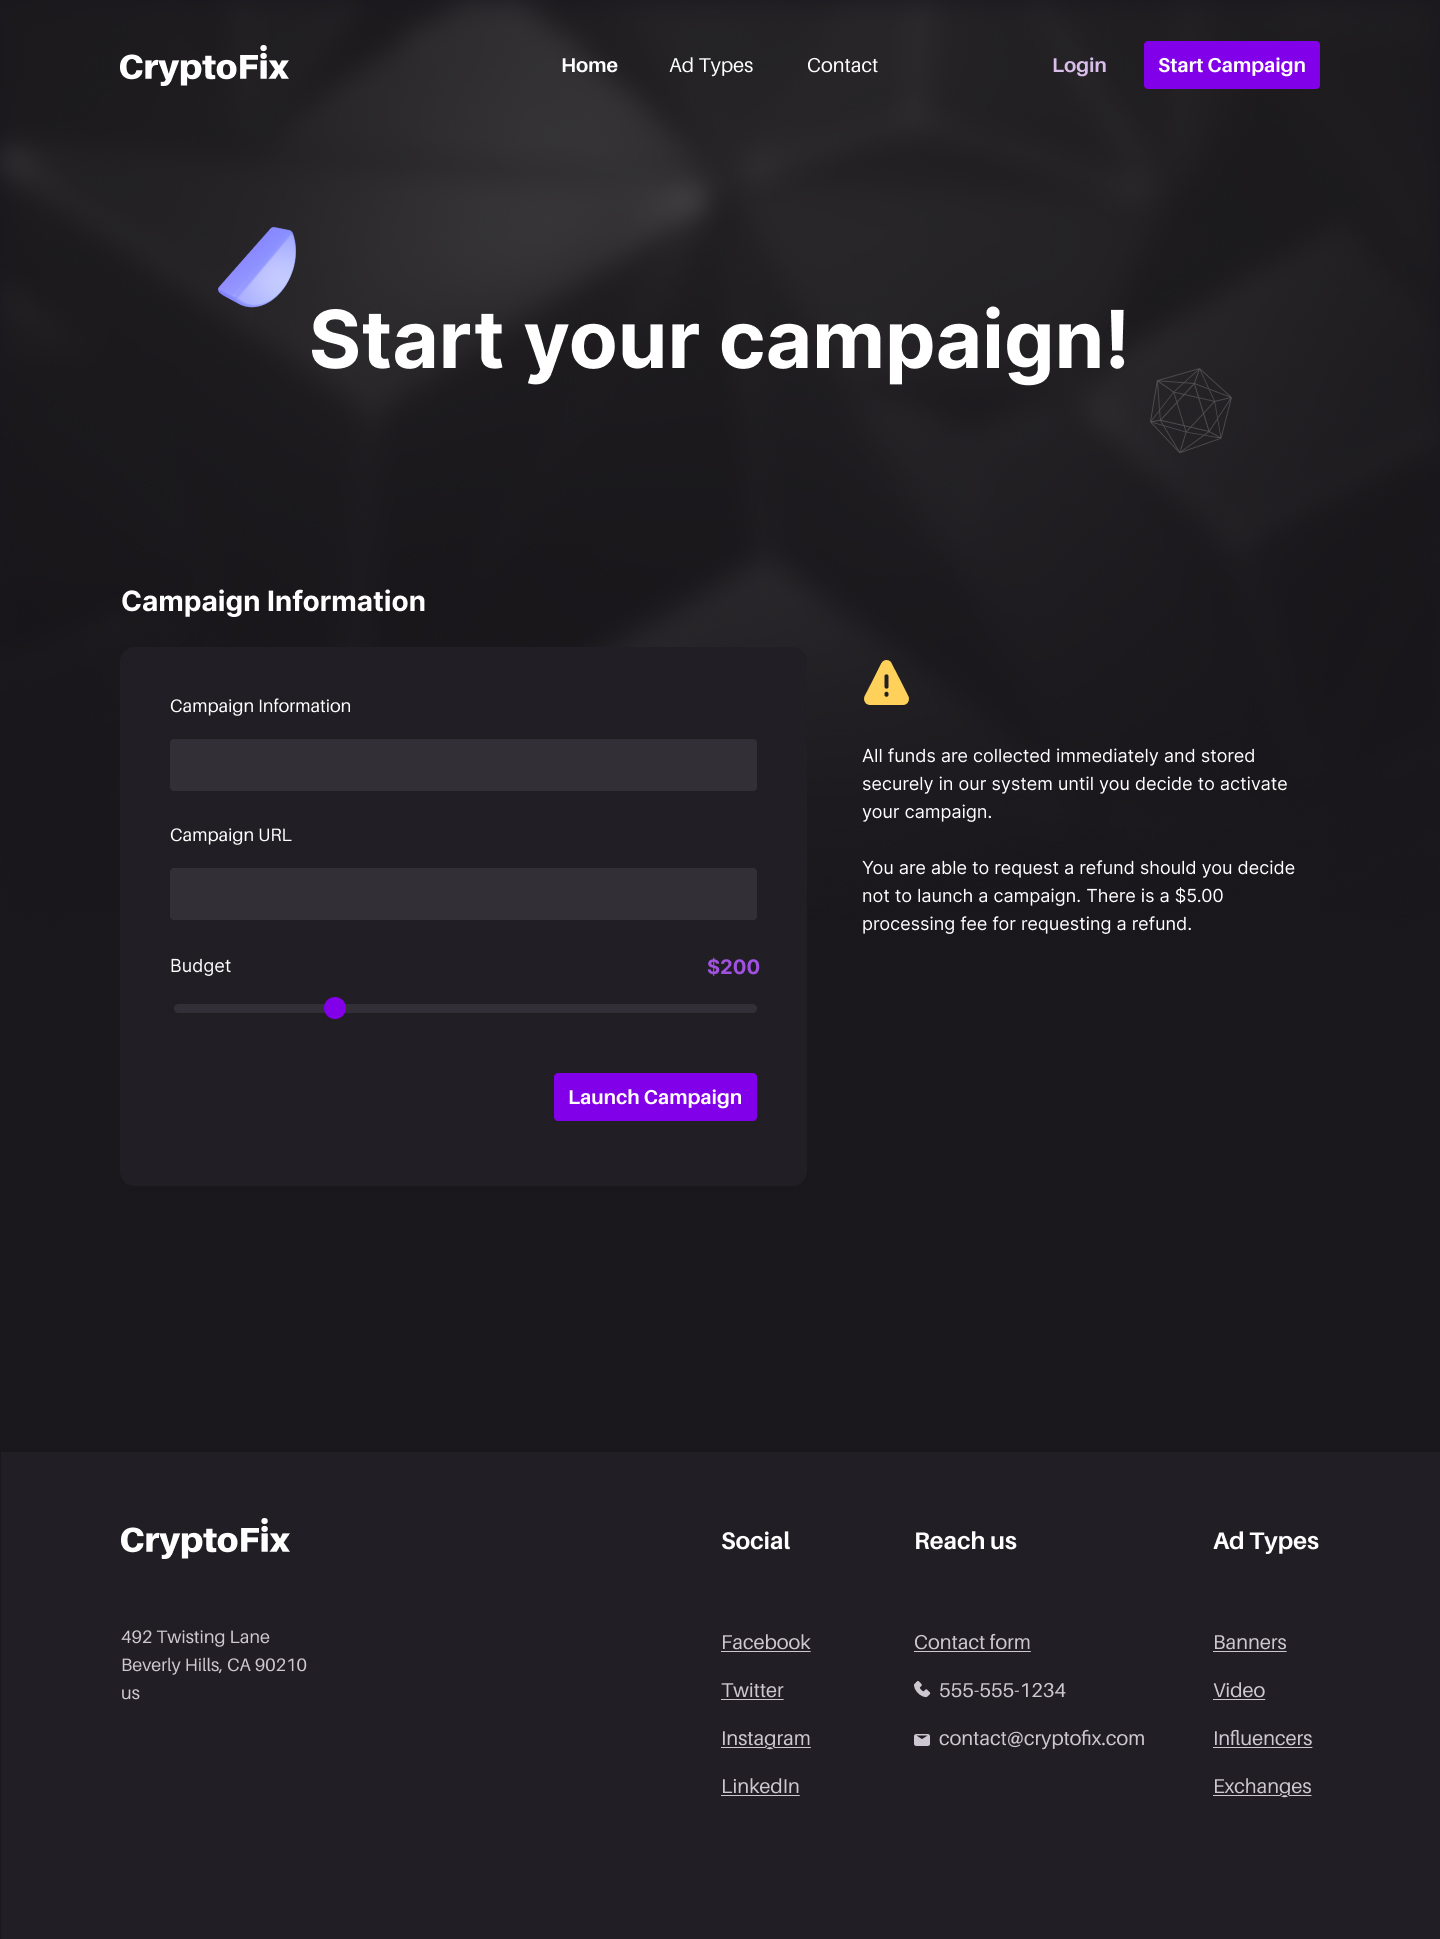 CryptoFix
Home
Ad Types
Contact
Login
Start Campaign
Start your campaign!
Campaign Information
Campaign Information
Campaign URL
Budget
$200
Launch Campaign
All funds are collected immediately and stored
securely in our system until you decide to activate
your campaign.
You are able to request a refund should you decide
not to launch a campaign. There is a $5.00
processing fee for requesting a refund.
CryptoFix
492 Twisting Lane
Beverly Hills, CA 90210
us
Social
Facebook
Twitter
Instagram
LinkedIn
Reach us
Contact form
555-555-1234
contact@cryptofix.com
Ad Types
Banners
Video
Influencers
Exchanges